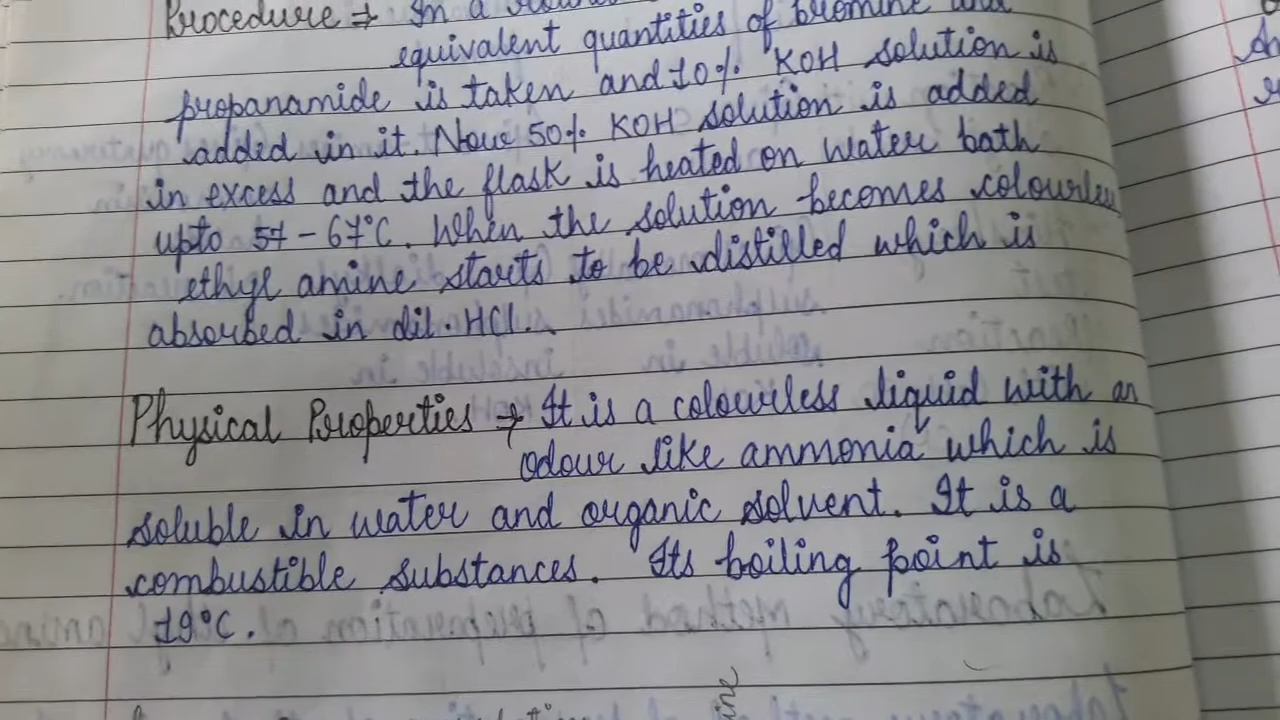 Procedure ⇒ In a
equivalent quantities of bromine and
propanamide is taken and 10% KOH solution is
added in it. Now 50% KOH solution is added
in excess and the flask is heated on water bath
upto 57 - 67°C. When the solution becomes colourless
ethyl amine starts to be distilled which is
absorbed in dil. HCl.
Physical Properties → It is a colourless liquid with an
odour like ammonia which is
soluble in water and organic solvent. It is a
combustible substances. Its boiling point is
19°C.